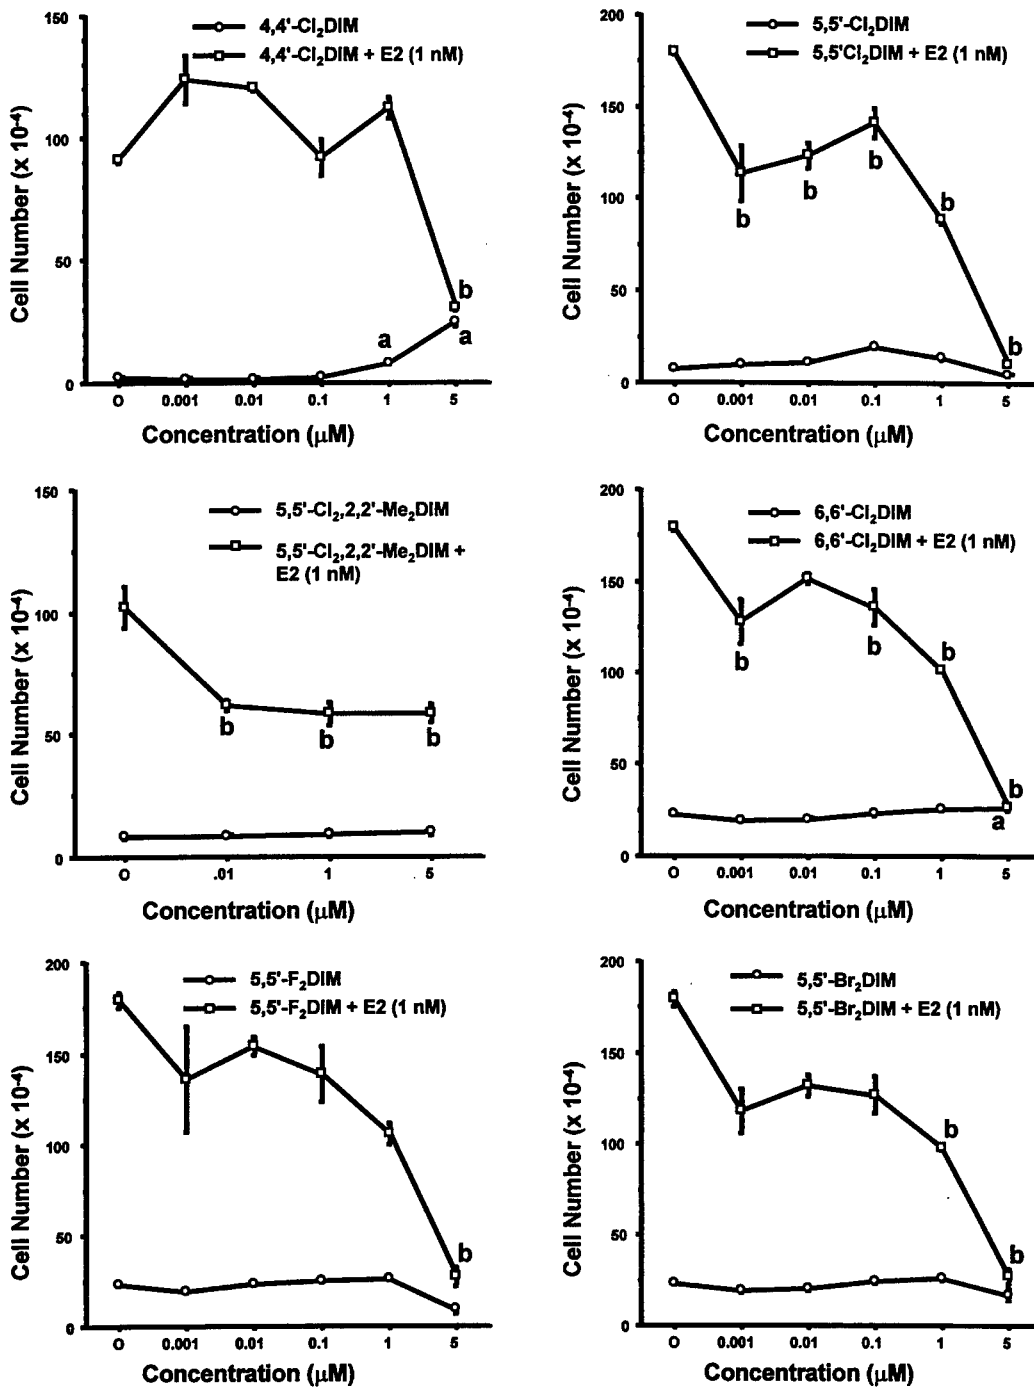 4,4'-Cl₂DIM
4,4'-Cl₂DIM + E2 (1 nM)
Cell Number (x 10⁻⁴)
150
100
50
0
b
a
a
O 0.001 0.01 0.1 1 5
Concentration (μM)
5,5'-Cl₂DIM
5,5'Cl₂DIM + E2 (1 nM)
Cell Number (x 10⁻⁴)
200
150
100
50
0
b
b
b
b
b
O 0.001 0.01 0.1 1 5
Concentration (μM)
5,5'-Cl₂,2,2'-Me₂DIM
5,5'-Cl₂,2,2'-Me₂DIM +
E2 (1 nM)
Cell Number (x 10⁻⁴)
150
100
50
0
b
b
b
O .01 1 5
Concentration (μM)
6,6'-Cl₂DIM
6,6'-Cl₂DIM + E2 (1 nM)
Cell Number (x 10⁻⁴)
200
150
100
50
0
b
b
b
b
a
O 0.001 0.01 0.1 1 5
Concentration (μM)
5,5'-F₂DIM
5,5'-F₂DIM + E2 (1 nM)
Cell Number (x 10⁻⁴)
200
150
100
50
0
b
O 0.001 0.01 0.1 1 5
Concentration (μM)
5,5'-Br₂DIM
5,5'-Br₂DIM + E2 (1 nM)
Cell Number (x 10⁻⁴)
200
150
100
50
0
b
b
O 0.001 0.01 0.1 1 5
Concentration (μM)